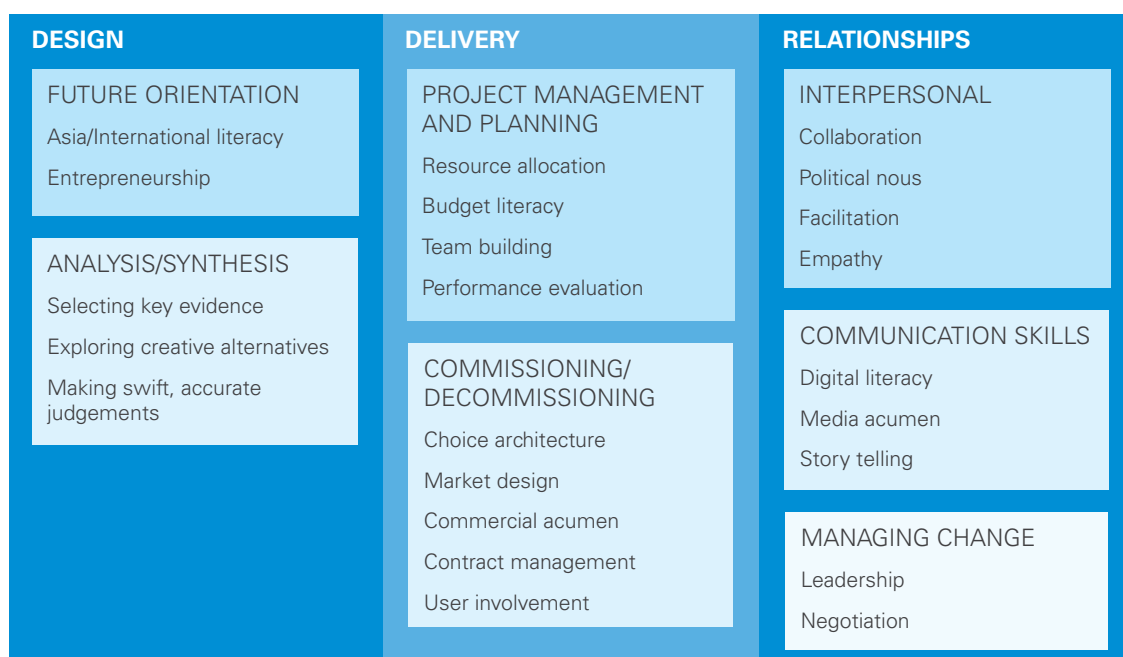 DESIGN
FUTURE ORIENTATION
Asia/International literacy
Entrepreneurship
ANALYSIS/SYNTHESIS
Selecting key evidence
Exploring creative alternatives
Making swift, accurate
judgements
DELIVERY
PROJECT MANAGEMENT
AND PLANNING
Resource allocation
Budget literacy
Team building
Performance evaluation
COMMISSIONING/
DECOMMISSIONING
Choice architecture
Market design
Commercial acumen
Contract management
User involvement
RELATIONSHIPS
INTERPERSONAL
Collaboration
Political nous
Facilitation
Empathy
COMMUNICATION SKILLS
Digital literacy
Media acumen
Story telling
MANAGING CHANGE
Leadership
Negotiation